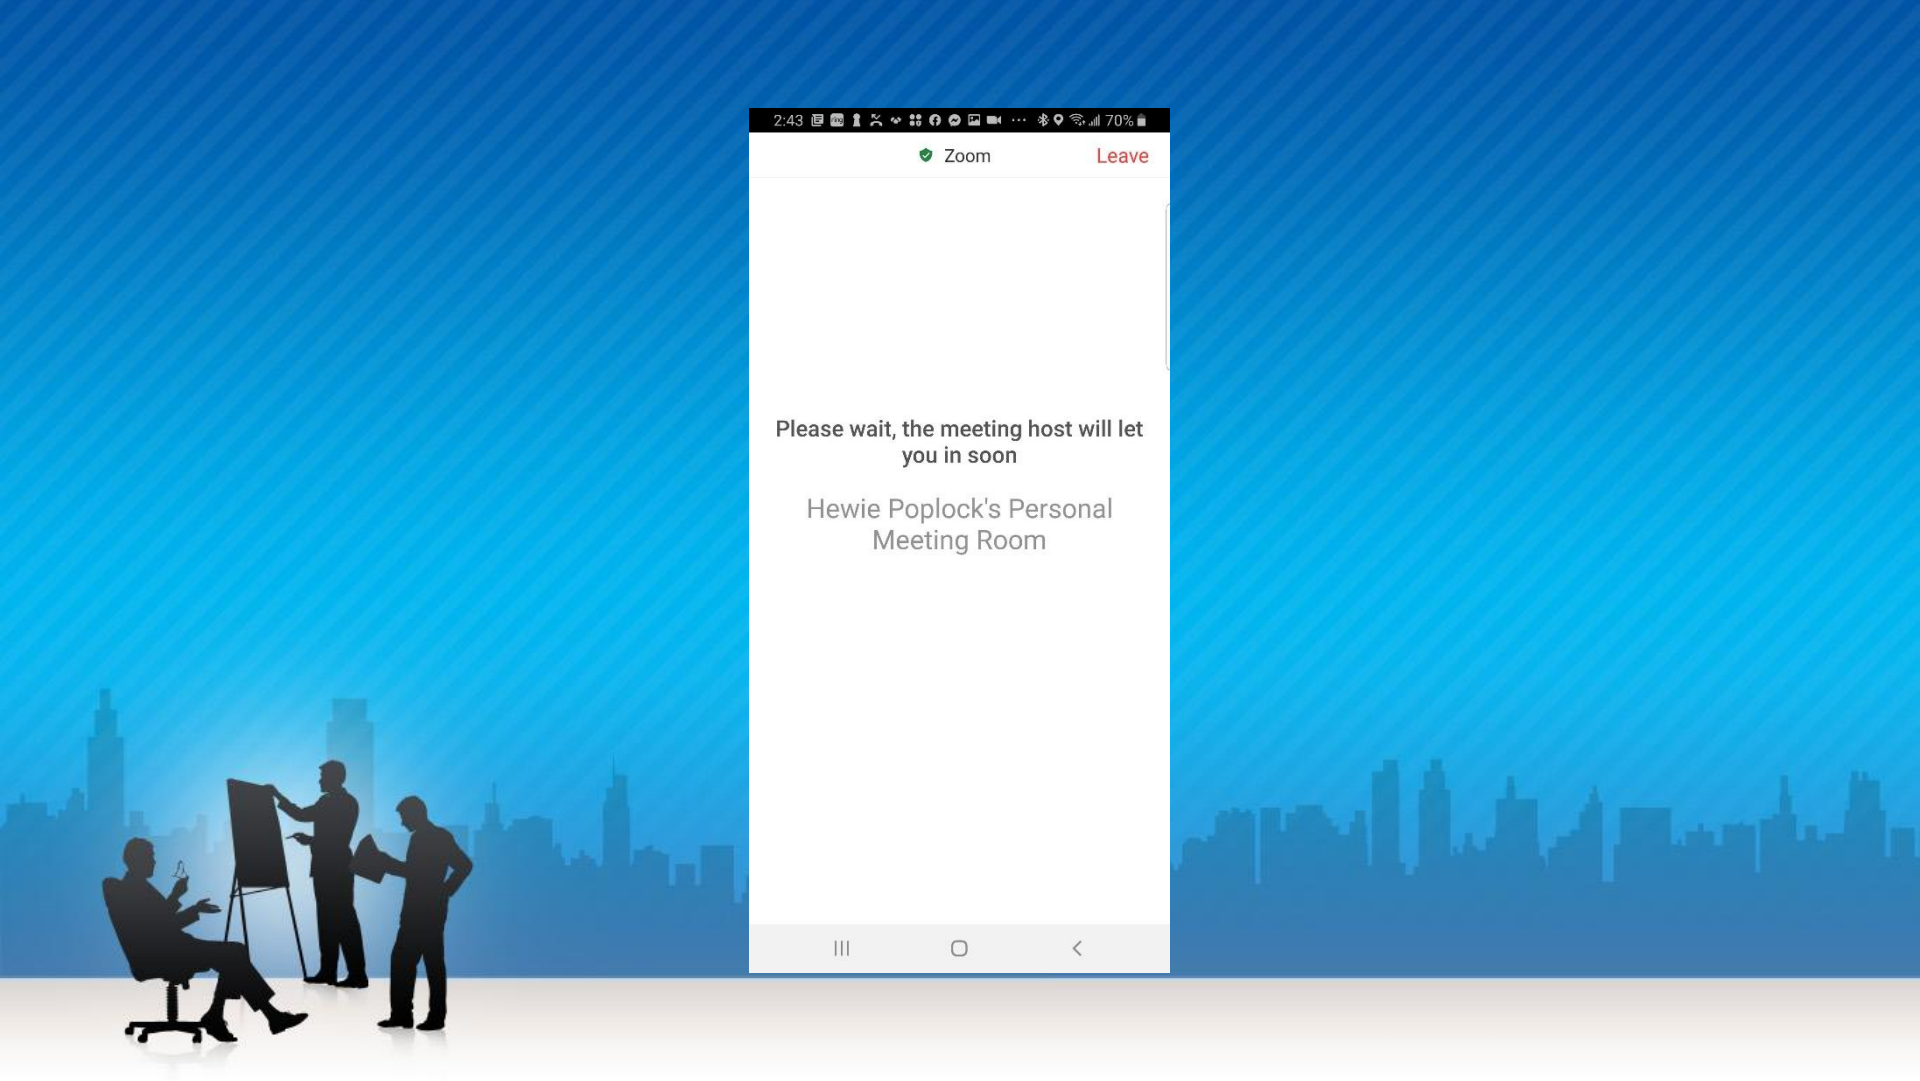 2:43 70%
Zoom Leave
Please wait, the meeting host will let
you in soon
Hewie Poplock's Personal
Meeting Room